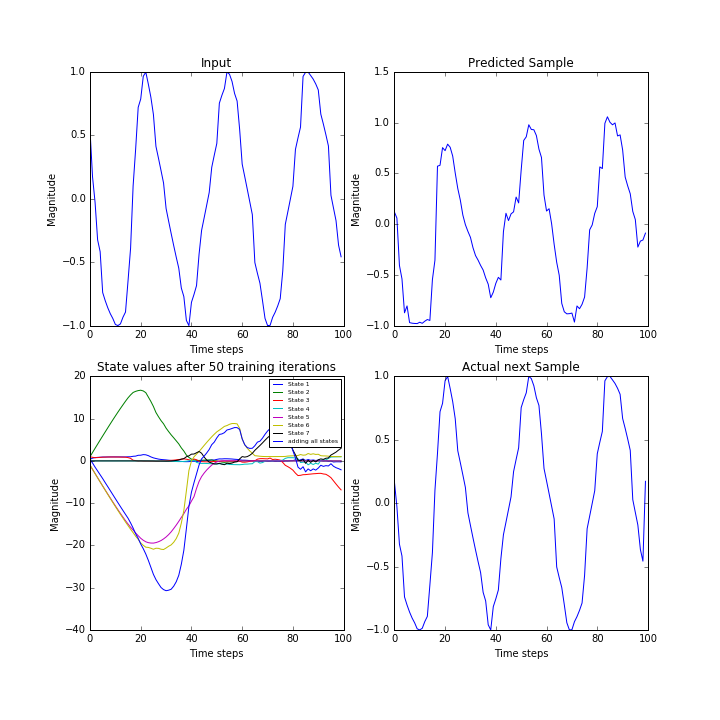 Input
1.0
0.5
0.0
−0.5
−1.0
Magnitude
0 20 40 60 80 100
Time steps
Predicted Sample
1.5
1.0
0.5
0.0
−0.5
−1.0
Magnitude
0 20 40 60 80 100
Time steps
State values after 50 training iterations
20
10
0
−10
−20
−30
−40
Magnitude
State 1
State 2
State 3
State 4
State 5
State 6
State 7
adding all states
0 20 40 60 80 100
Time steps
Actual next Sample
1.0
0.5
0.0
−0.5
−1.0
Magnitude
0 20 40 60 80 100
Time steps